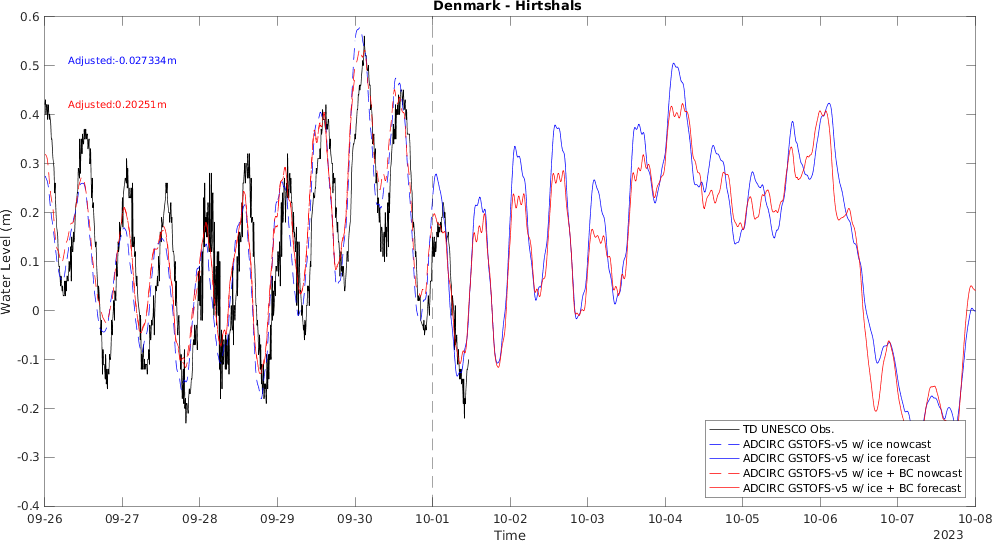 Denmark - Hirtshals
0.6
0.5
0.4
0.3
0.2
0.1
0
-0.1
-0.2
-0.3
-0.4
Water Level (m)
Adjusted:-0.027334m
Adjusted:0.20251m
TD UNESCO Obs.
ADCIRC GSTOFS-v5 w/ ice nowcast
ADCIRC GSTOFS-v5 w/ ice forecast
ADCIRC GSTOFS-v5 w/ ice + BC nowcast
ADCIRC GSTOFS-v5 w/ ice + BC forecast
09-26 09-27 09-28 09-29 09-30 10-01 10-02 10-03 10-04 10-05 10-06 10-07 10-08
Time
2023